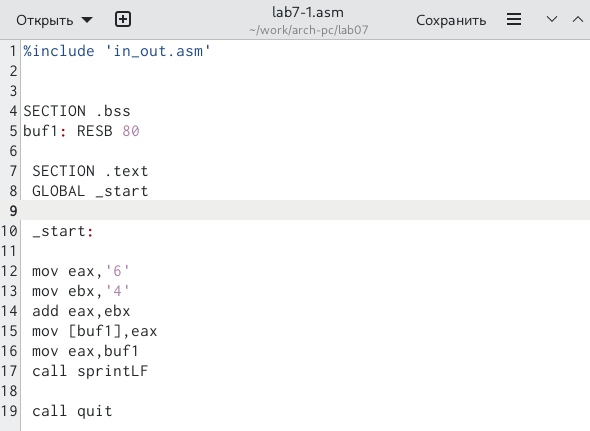 Открыть
lab7-1.asm
~/work/arch-pc/lab07
Сохранить
1 %include 'in_out.asm'
2
3
4 SECTION .bss
5 buf1: RESB 80
6
7 SECTION .text
8 GLOBAL _start
9
10 _start:
11
12 mov eax,'6'
13 mov ebx,'4'
14 add eax,ebx
15 mov [buf1],eax
16 mov eax,buf1
17 call sprintLF
18
19 call quit